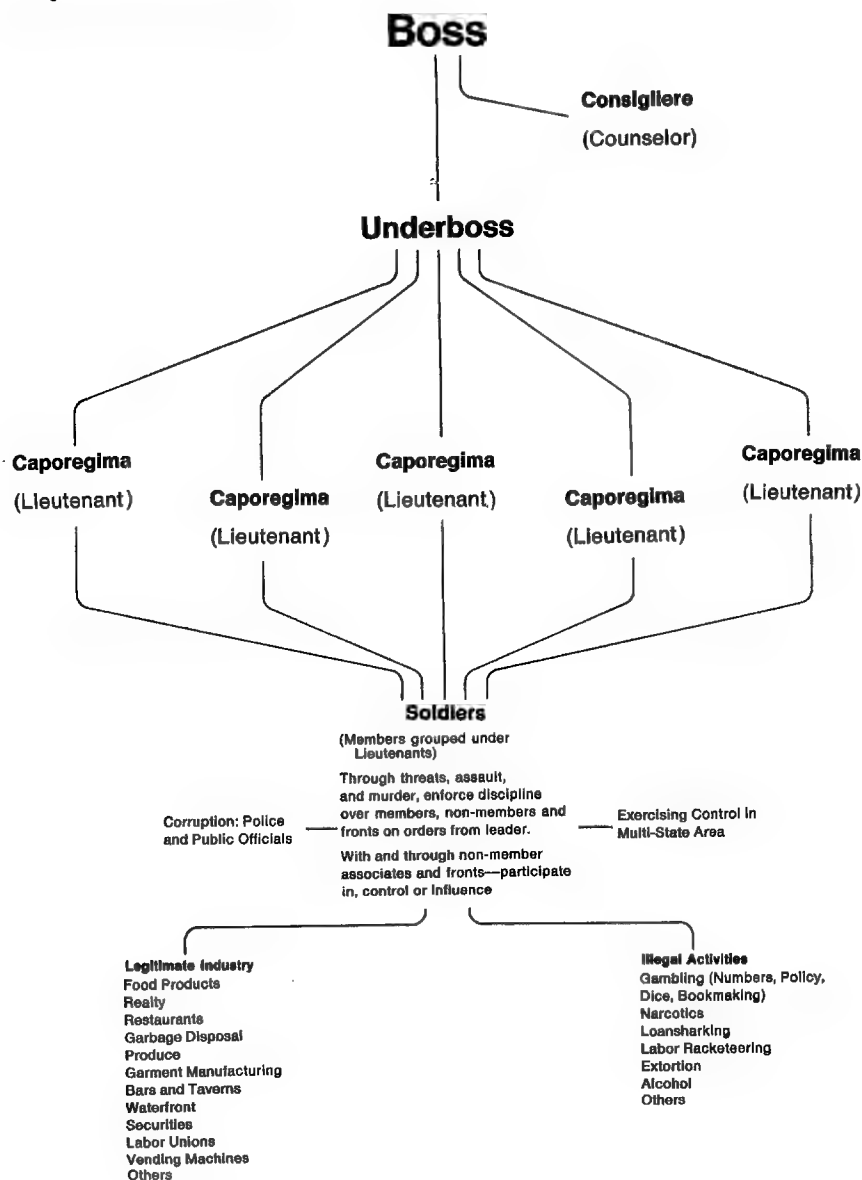 Boss
Consigliere
(Counselor)
Underboss
Caporegima
(Lieutenant)
Caporegima
(Lieutenant)
Caporegima
(Lieutenant)
Caporegima
(Lieutenant)
Caporegima
(Lieutenant)
Soldiers
(Members grouped under
Lieutenants)
Through threats, assault,
and murder, enforce discipline
over members, non-members and
fronts on orders from leader.
With and through non-member
associates and fronts—participate
in, control or influence
Corruption: Police
and Public Officials
Exercising Control in
Multi-State Area
Legitimate Industry
Food Products
Realty
Restaurants
Garbage Disposal
Produce
Garment Manufacturing
Bars and Taverns
Waterfront
Securities
Labor Unions
Vending Machines
Others
Illegal Activities
Gambling (Numbers, Policy,
Dice, Bookmaking)
Narcotics
Loansharking
Labor Racketeering
Extortion
Alcohol
Others